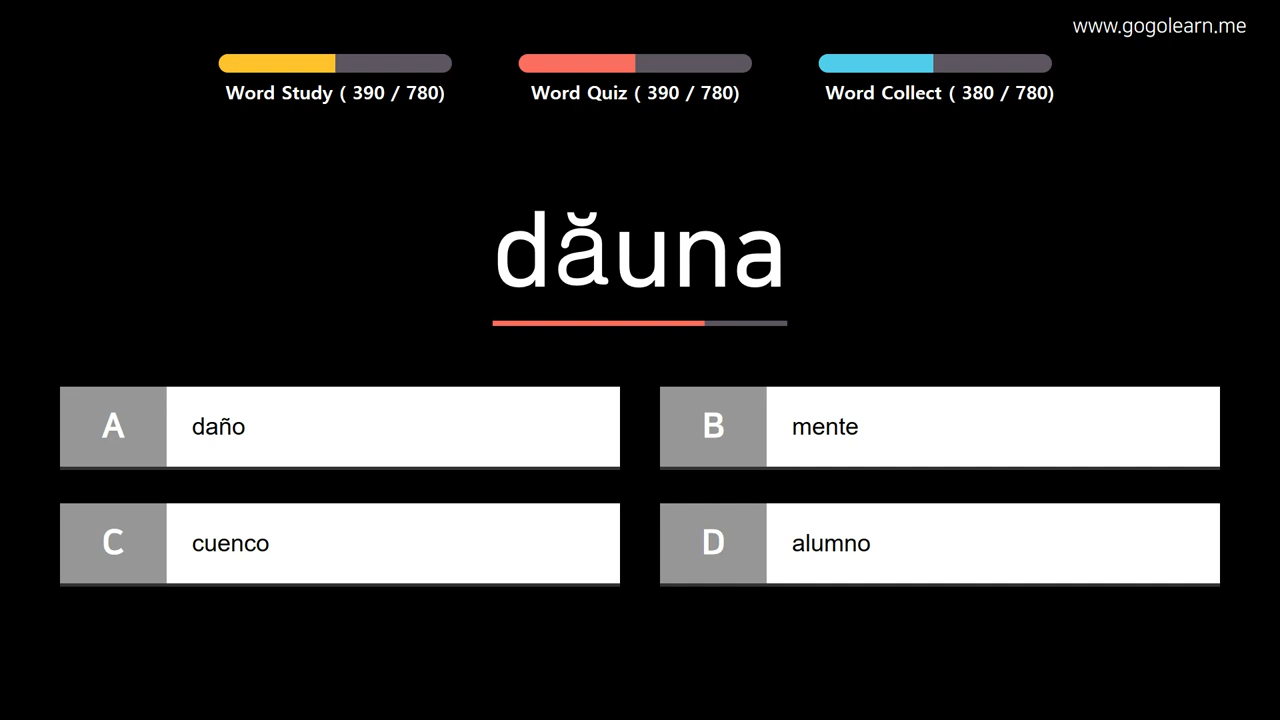 www.gogolearn.me
Word Study ( 390 / 780)
Word Quiz ( 390 / 780)
Word Collect ( 380 / 780)
dăuna
A daño
B mente
C cuenco
D alumno